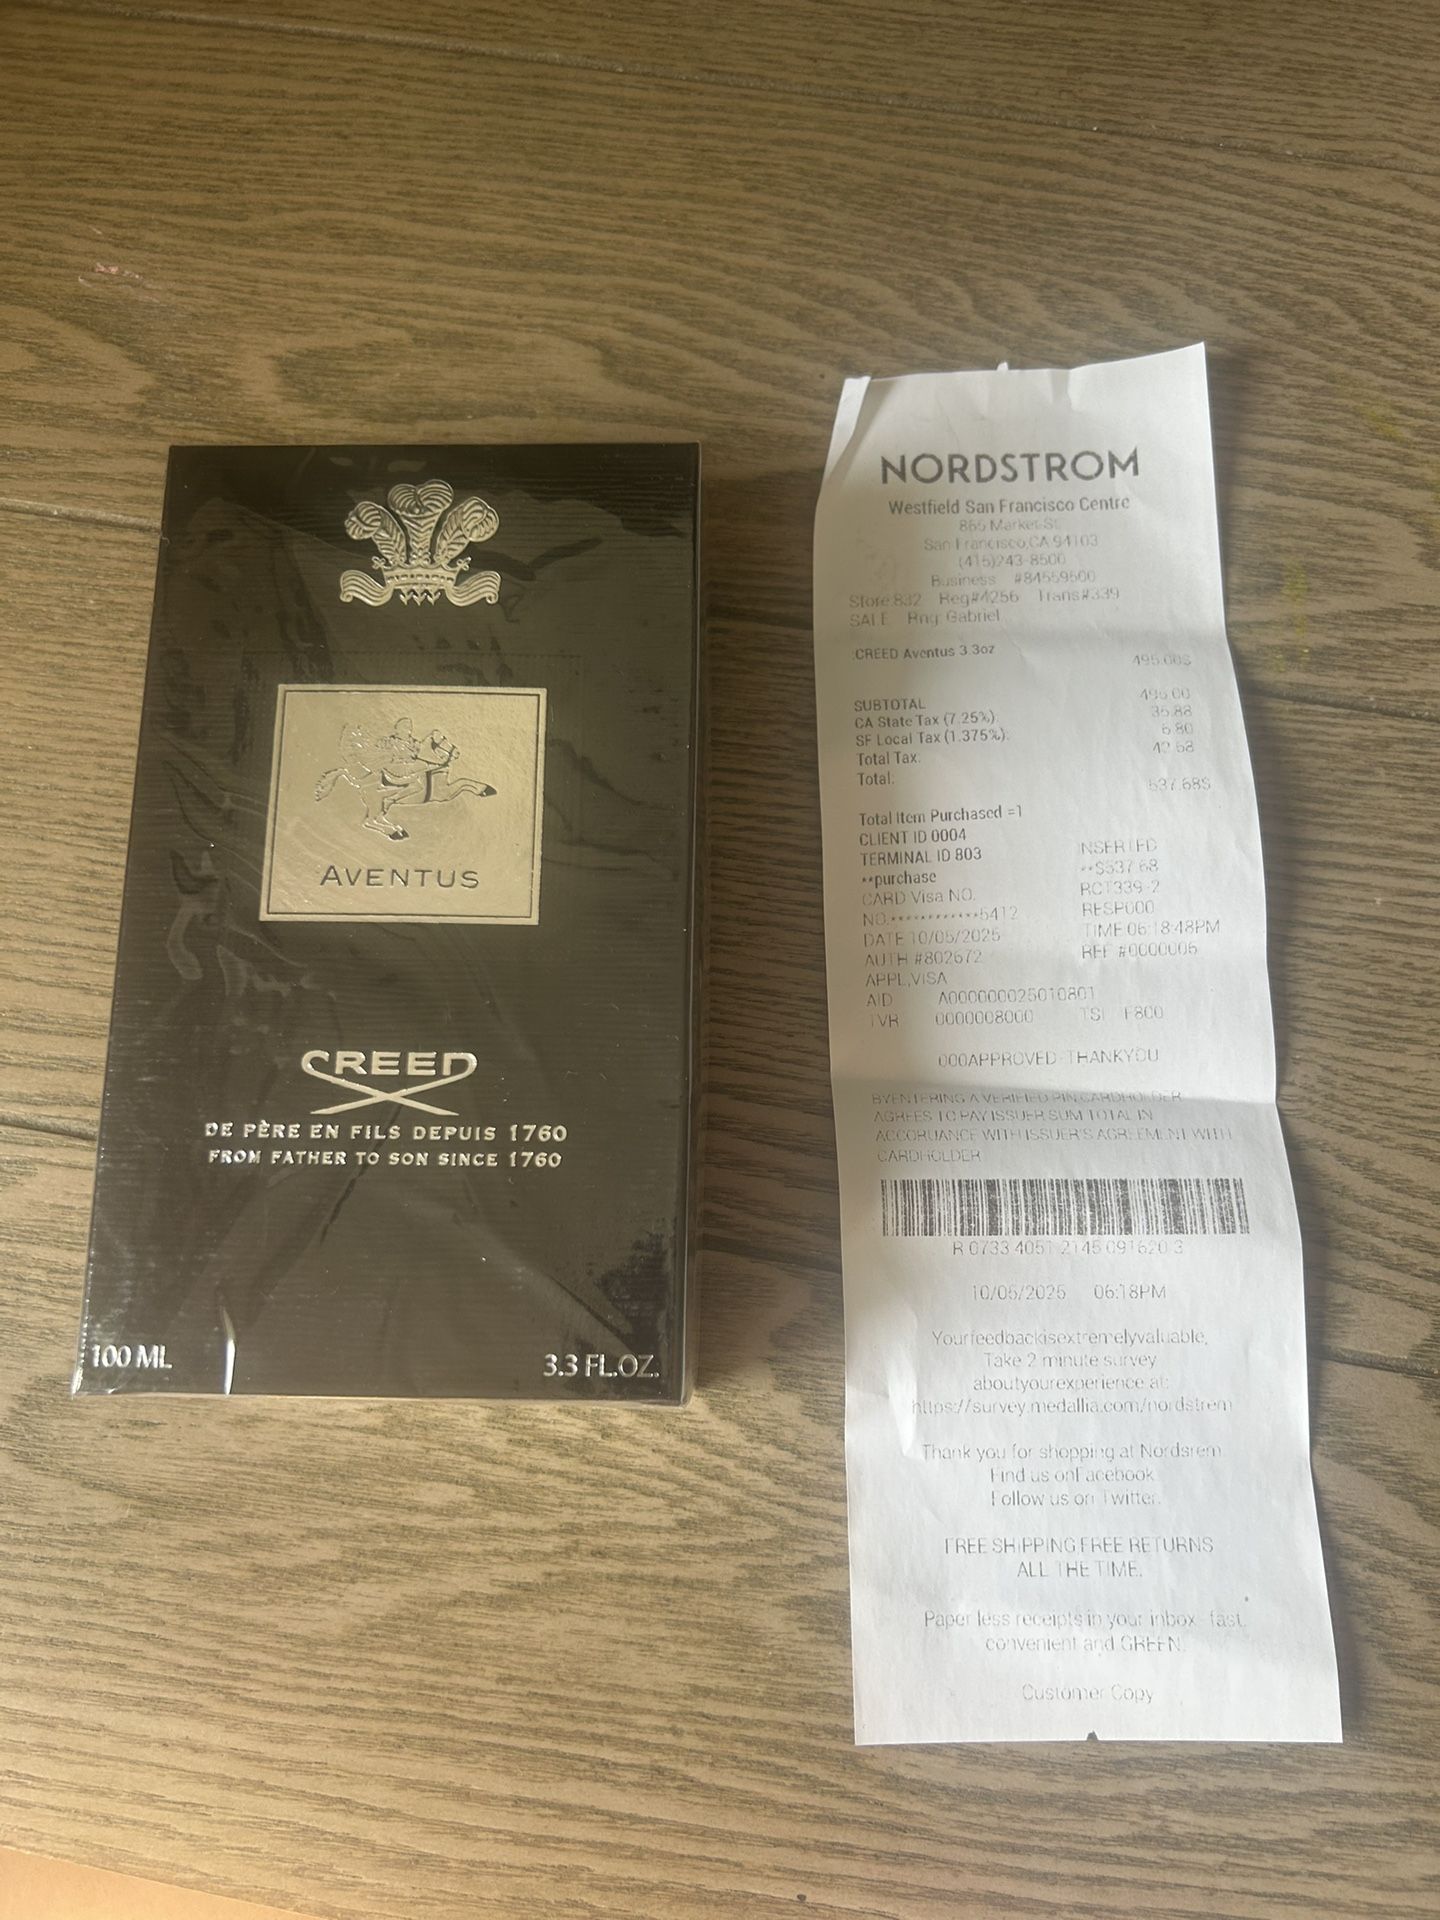 AVENTUS
CREED
DE PÈRE EN FILS DEPUIS 1760
FROM FATHER TO SON SINCE 1760
100 ML
3.3 FL.OZ.
NORDSTROM
Westfield San Francisco Centre
865 Market St.
San Francisco,CA 94103
(415)243-8500
Business #84559500
Store:832 Reg#4256 Trans#339
SALE Rng: Gabriel
CREED Aventus 3.3oz 495.00$
SUBTOTAL 495.00
CA State Tax (7.25%): 35.88
SF Local Tax (1.375%): 6.80
Total Tax: 42.68
Total: 537.68$
Total Item Purchased =1
CLIENT ID 0004
TERMINAL ID 803 INSERTED
**purchase **$537.68
CARD Visa NO. RCT339-2
NO.************5412 RESP000
DATE 10/05/2025 TIME 06:18:48PM
AUTH #802672 REF #0000006
APPL,VISA
AID A000000025010801
TVR 0000008000 TSI F800
000APPROVED-THANKYOU
BYENTERING A VERIFIED PIN,CARDHOLDER
AGREES TO PAY ISSUER SUM TOTAL IN
ACCORUANCE WITH ISSUER'S AGREEMENT WITH
CARDHOLDER
R 0733 4051 2145 091620 3
10/05/2025 06:18PM
Yourfeedbackisextremelyvaluable,
Take 2 minute survey
aboutyourexperience at:
https://survey.medallia.com/nordstrem
Thank you for shopping at Nordsrem.
Find us onFacebook
Follow us on Twitter.
FREE SHIPPING FREE RETURNS
ALL THE TIME.
Paper less receipts in your inbox-fast
convenient and GREEN.
Customer Copy